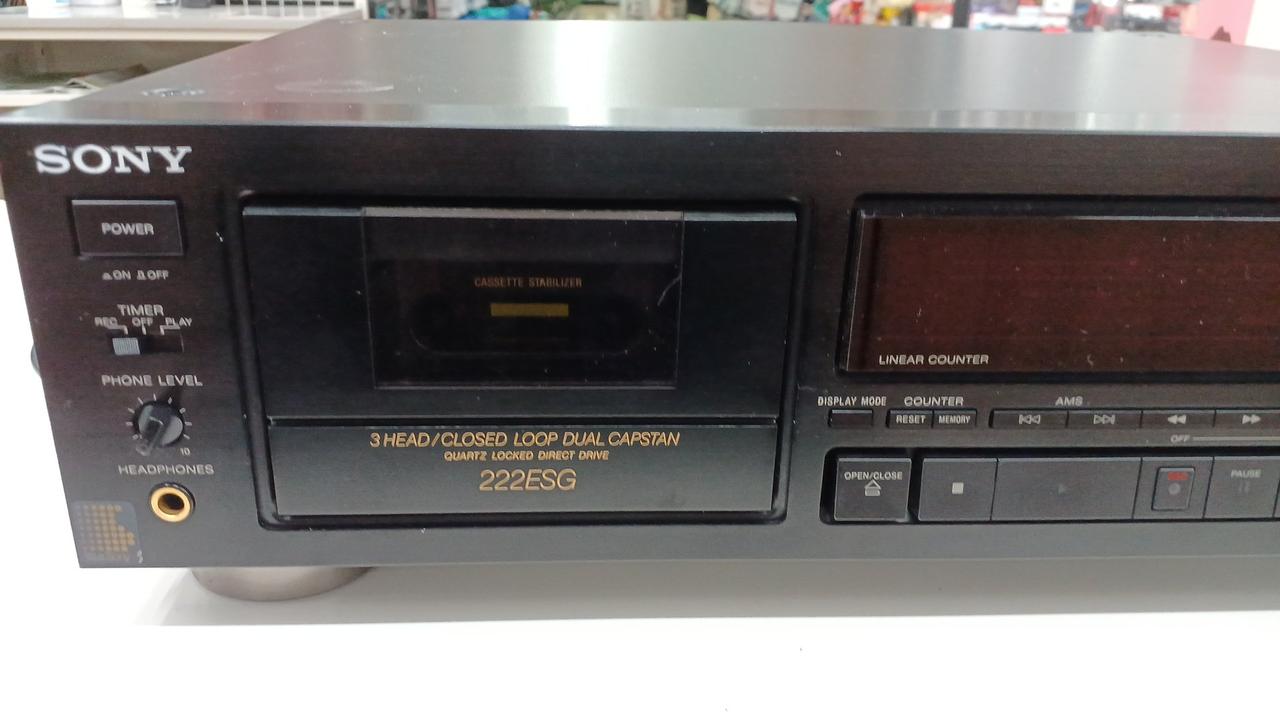 SONY
POWER
ON OFF
TIMER
REC OFF PLAY
PHONE LEVEL
10
HEADPHONES
CASSETTE STABILIZER
3 HEAD/CLOSED LOOP DUAL CAPSTAN
QUARTZ LOCKED DIRECT DRIVE
222ESG
LINEAR COUNTER
DISPLAY MODE
COUNTER
RESET MEMORY
AMS
OFF
OPEN/CLOSE
PAUSE